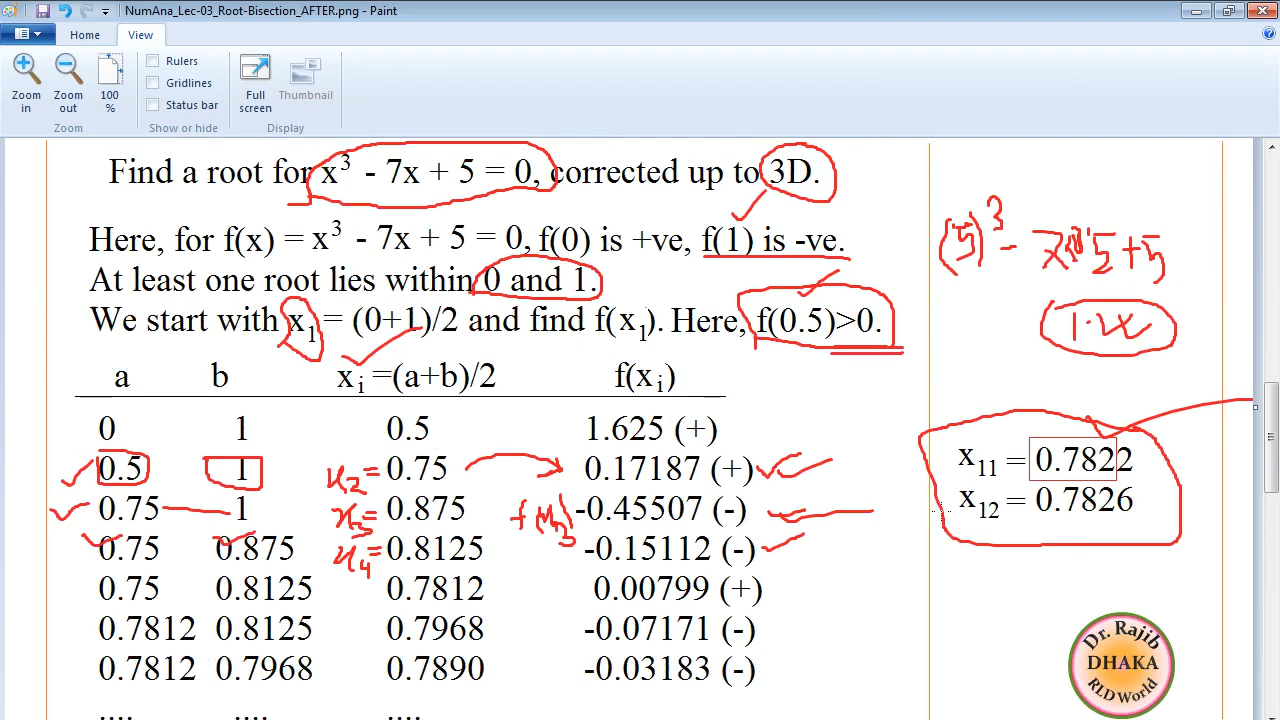 NumAna_Lec-03_Root-Bisection_AFTER.png - Paint
Home View
Zoom in Zoom out 100 % Rulers Gridlines Status bar Full screen Thumbnail
Zoom Show or hide Display
Find a root for x³ - 7x + 5 = 0, corrected up to 3D.
Here, for f(x) = x³ - 7x + 5 = 0, f(0) is +ve, f(1) is -ve.
At least one root lies within 0 and 1.
We start with x₁ = (0+1)/2 and find f(x₁). Here, f(0.5)>0.
a b xᵢ =(a+b)/2 f(xᵢ)
0 1 0.5 1.625 (+)
0.5 1 x₂= 0.75 0.17187 (+)
0.75 1 x₃= 0.875 f(x₃) -0.45507 (-)
0.75 0.875 x₄= 0.8125 -0.15112 (-)
0.75 0.8125 0.7812 0.00799 (+)
0.7812 0.8125 0.7968 -0.07171 (-)
0.7812 0.7968 0.7890 -0.03183 (-)
.... .... ....
x₁₁ = 0.7822
x₁₂ = 0.7826
Dr. Rajib
DHAKA
RLD World